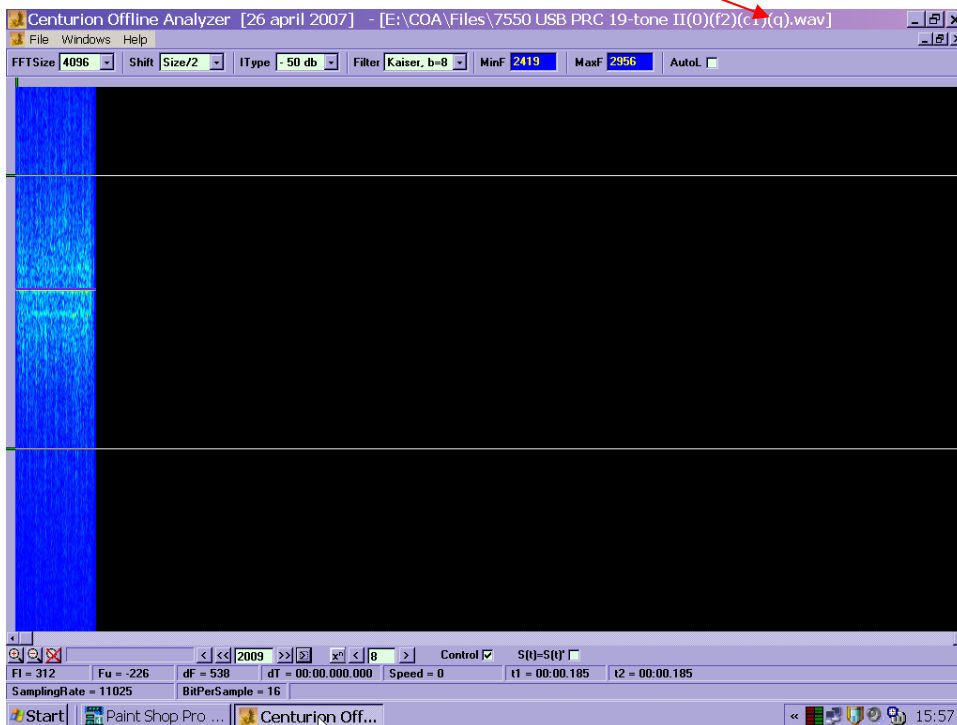 Centurion Offline Analyzer [26 april 2007] - [E:\COA\Files\7550 USB PRC 19-tone II(0)(f2)(c1)(q).wav]
File Windows Help
FFTSize 4096 Shift Size/2 IType - 50 db Filter Kaiser, b=8 MinF 2419 MaxF 2956 AutoL
< << 2009 >> Σ xⁿ < 8 > Control S(t)=S(t)'
Fl = 312 Fu = -226 dF = 538 dT = 00:00.000.000 Speed = 0 t1 = 00:00.185 t2 = 00:00.185
SamplingRate = 11025 BitPerSample = 16
Start Paint Shop Pro ... Centurion Off... « 15:57